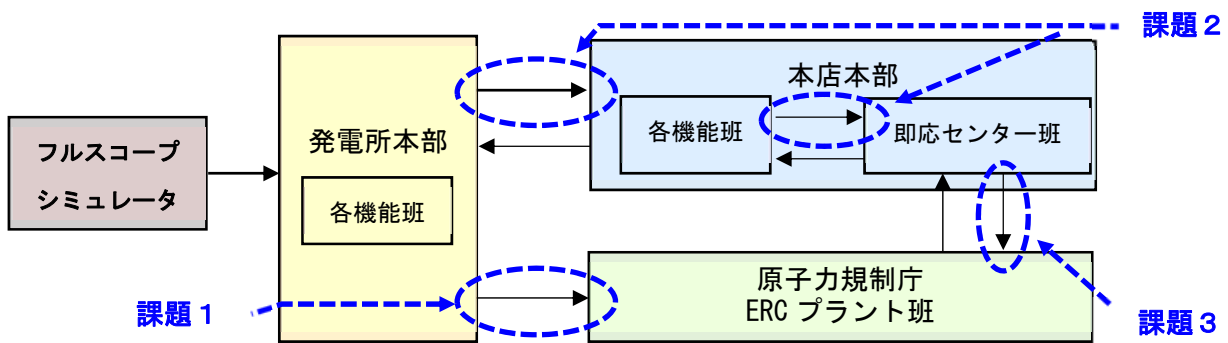 課題２
本店本部
各機能班
即応センター班
発電所本部
各機能班
フルスコープ
シミュレータ
原子力規制庁
ERC プラント班
課題１
課題３